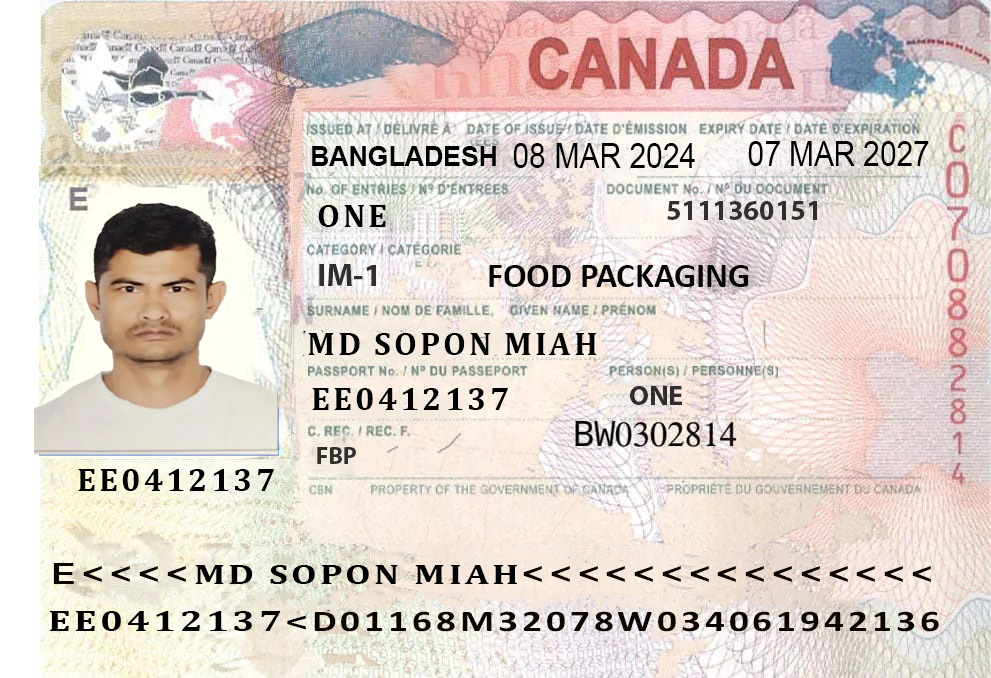 CANADA
ISSUED AT / DÉLIVRÉ À DATE OF ISSUE / DATE D'ÉMISSION EXPIRY DATE / DATE D'EXPIRATION
BANGLADESH 08 MAR 2024 07 MAR 2027
E
No. OF ENTRIES / Nº D'ENTRÉES DOCUMENT No. / Nº DU DOCUMENT
ONE 5111360151
CATEGORY / CATÉGORIE
IM-1 FOOD PACKAGING
SURNAME / NOM DE FAMILLE, GIVEN NAME / PRÉNOM
MD SOPON MIAH
PASSPORT No. / Nº DU PASSEPORT PERSON(S) / PERSONNE(S)
EE0412137 ONE
C. REC. / REC. F. BW0302814
FBP
EE0412137
CBN PROPERTY OF THE GOVERNMENT OF CANADA PROPRIÉTÉ DU GOUVERNEMENT DU CANADA
C070882814
E<<<<MD SOPON MIAH<<<<<<<<<<<<<<<
EE0412137<D01168M32078W034061942136